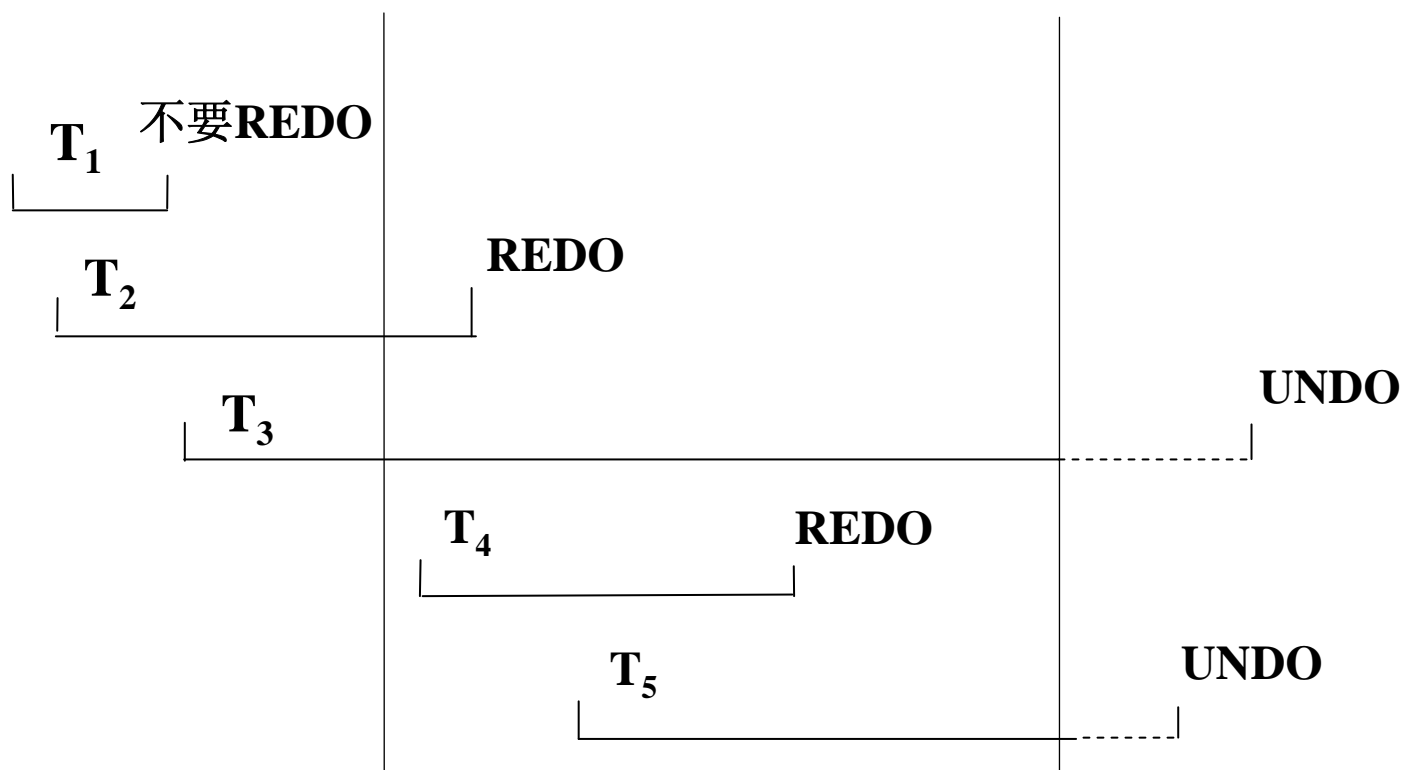 不要REDO
T₁
REDO
T₂
UNDO
T₃
T₄ REDO
T₅ UNDO